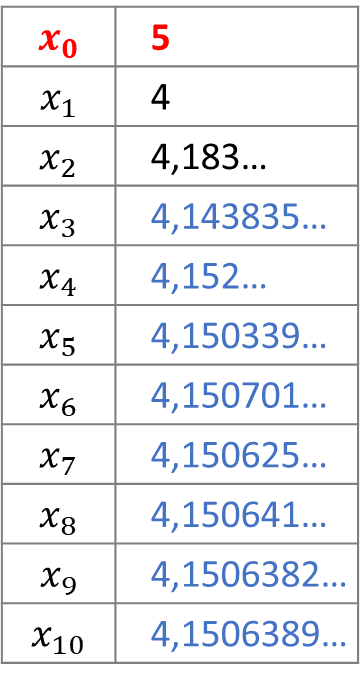 x₀ 5
x₁ 4
x₂ 4,183...
x₃ 4,143835...
x₄ 4,152...
x₅ 4,150339...
x₆ 4,150701...
x₇ 4,150625...
x₈ 4,150641...
x₉ 4,1506382...
x₁₀ 4,1506389...